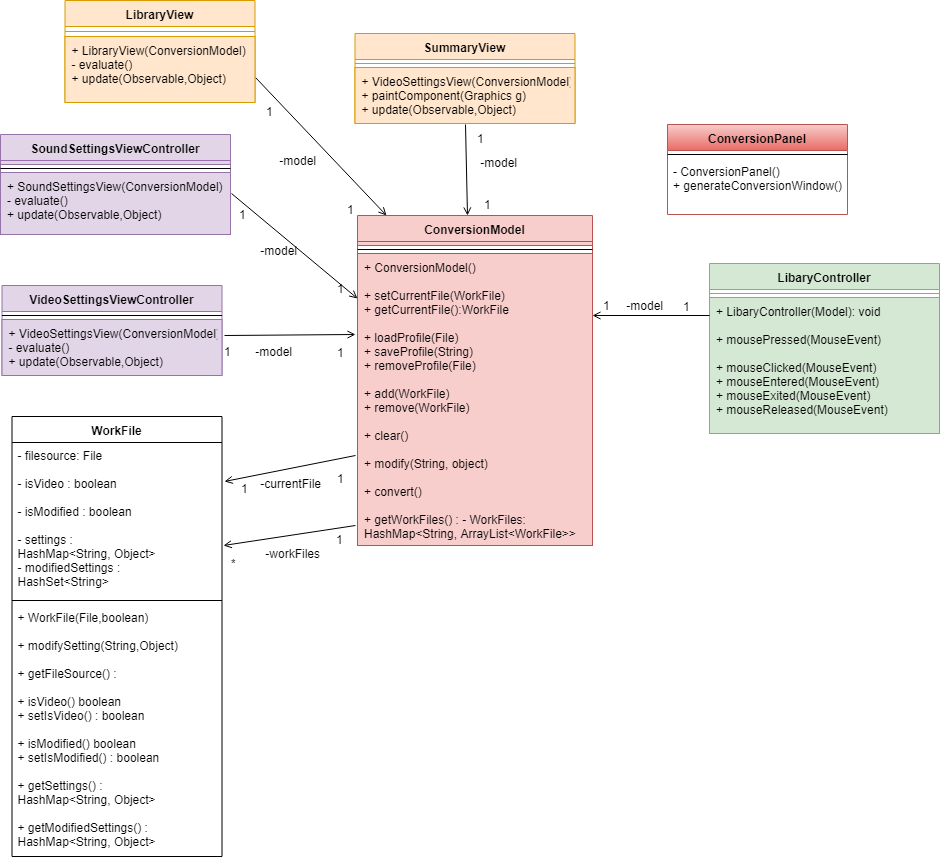 LibraryView
+ LibraryView(ConversionModel)
- evaluate()
+ update(Observable,Object)
1
-model
1
SummaryView
+ VideoSettingsView(ConversionModel
+ paintComponent(Graphics g)
+ update(Observable,Object)
1
-model
1
ConversionPanel
- ConversionPanel()
+ generateConversionWindow()
SoundSettingsViewController
+ SoundSettingsView(ConversionModel)
- evaluate()
+ update(Observable,Object)
1
-model
1
VideoSettingsViewController
+ VideoSettingsView(ConversionModel
- evaluate()
+ update(Observable,Object)
1
-model
1
ConversionModel
+ ConversionModel()
+ setCurrentFile(WorkFile)
+ getCurrentFile():WorkFile
+ loadProfile(File)
+ saveProfile(String)
+ removeProfile(File)
+ add(WorkFile)
+ remove(WorkFile)
+ clear()
+ modify(String, object)
+ convert()
+ getWorkFiles() : - WorkFiles:
HashMap<String, ArrayList<WorkFile>>
LibaryController
+ LibaryController(Model): void
+ mousePressed(MouseEvent)
+ mouseClicked(MouseEvent)
+ mouseEntered(MouseEvent)
+ mouseExited(MouseEvent)
+ mouseReleased(MouseEvent)
1
-model
1
WorkFile
- filesource: File
- isVideo : boolean
- isModified : boolean
- settings :
HashMap<String, Object>
- modifiedSettings :
HashSet<String>
+ WorkFile(File,boolean)
+ modifySetting(String,Object)
+ getFileSource() :
+ isVideo() boolean
+ setIsVideo() : boolean
+ isModified() boolean
+ setIsModified() : boolean
+ getSettings() :
HashMap<String, Object>
+ getModifiedSettings() :
HashMap<String, Object>
1
-currentFile
1
*
-workFiles
1